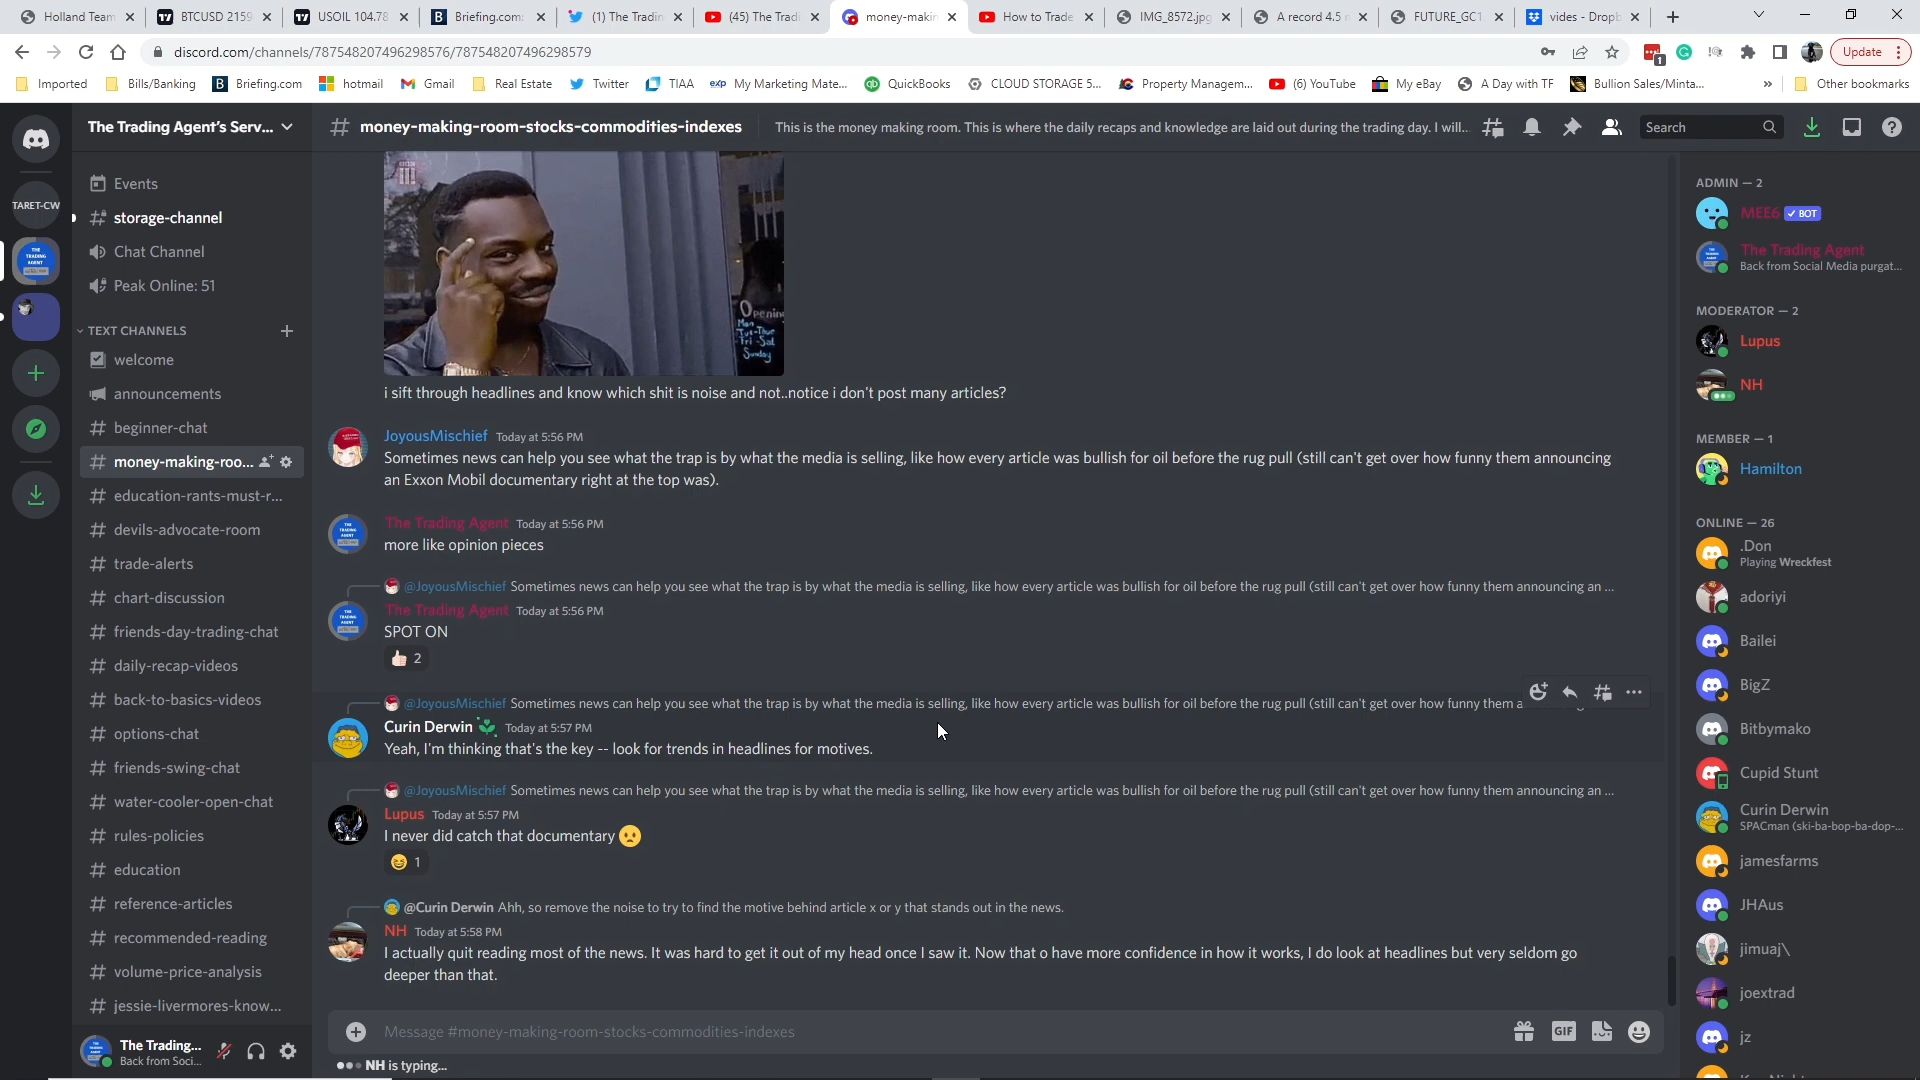 Holland Team
BTCUSD 2159
USOIL 104.78
Briefing.com:
(1) The Tradin
(45) The Tradi
money-makin
How to Trade
IMG_8572.jpg
A record 4.5 n
FUTURE_GC1
vides - Dropb
discord.com/channels/787548207496298576/787548207496298579
1
Update
Imported
Bills/Banking
Briefing.com
hotmail
Gmail
Real Estate
Twitter
TIAA
exp My Marketing Mate...
QuickBooks
CLOUD STORAGE 5...
Property Managem...
(6) YouTube
My eBay
A Day with TF
Bullion Sales/Minta...
»
Other bookmarks
The Trading Agent's Serv...
# money-making-room-stocks-commodities-indexes
This is the money making room. This is where the daily recaps and knowledge are laid out during the trading day. I will...
Search
TARET-CW
THE TRADING AGENT
Events
storage-channel
Chat Channel
Peak Online: 51
TEXT CHANNELS
welcome
announcements
# beginner-chat
# money-making-roo...
# education-rants-must-r...
# devils-advocate-room
# trade-alerts
# chart-discussion
# friends-day-trading-chat
# daily-recap-videos
# back-to-basics-videos
# options-chat
# friends-swing-chat
# water-cooler-open-chat
# rules-policies
# education
# reference-articles
# recommended-reading
# volume-price-analysis
# jessie-livermores-know...
The Trading...
Back from Soci...
BBC
THREE
Opening
Mon
Tue-Thu
Fri-Sat
Sunday
i sift through headlines and know which shit is noise and not..notice i don't post many articles?
JoyousMischief Today at 5:56 PM
Sometimes news can help you see what the trap is by what the media is selling, like how every article was bullish for oil before the rug pull (still can't get over how funny them announcing
an Exxon Mobil documentary right at the top was).
The Trading Agent Today at 5:56 PM
more like opinion pieces
@JoyousMischief Sometimes news can help you see what the trap is by what the media is selling, like how every article was bullish for oil before the rug pull (still can't get over how funny them announcing an ...
The Trading Agent Today at 5:56 PM
SPOT ON
2
@JoyousMischief Sometimes news can help you see what the trap is by what the media is selling, like how every article was bullish for oil before the rug pull (still can't get over how funny them a
Curin Derwin Today at 5:57 PM
Yeah, I'm thinking that's the key -- look for trends in headlines for motives.
@JoyousMischief Sometimes news can help you see what the trap is by what the media is selling, like how every article was bullish for oil before the rug pull (still can't get over how funny them announcing an ...
Lupus Today at 5:57 PM
I never did catch that documentary
1
@Curin Derwin Ahh, so remove the noise to try to find the motive behind article x or y that stands out in the news.
NH Today at 5:58 PM
I actually quit reading most of the news. It was hard to get it out of my head once I saw it. Now that o have more confidence in how it works, I do look at headlines but very seldom go
deeper than that.
Message #money-making-room-stocks-commodities-indexes
GIF
NH is typing...
ADMIN — 2
MEE6 ✓ BOT
The Trading Agent
Back from Social Media purgat...
MODERATOR — 2
Lupus
NH
MEMBER — 1
Hamilton
ONLINE — 26
.Don
Playing Wreckfest
adoriyi
Bailei
BigZ
Bitbymako
Cupid Stunt
Curin Derwin
SPACman (ski-ba-bop-ba-dop-...
jamesfarms
JHAus
jimuaj\
joextrad
jz